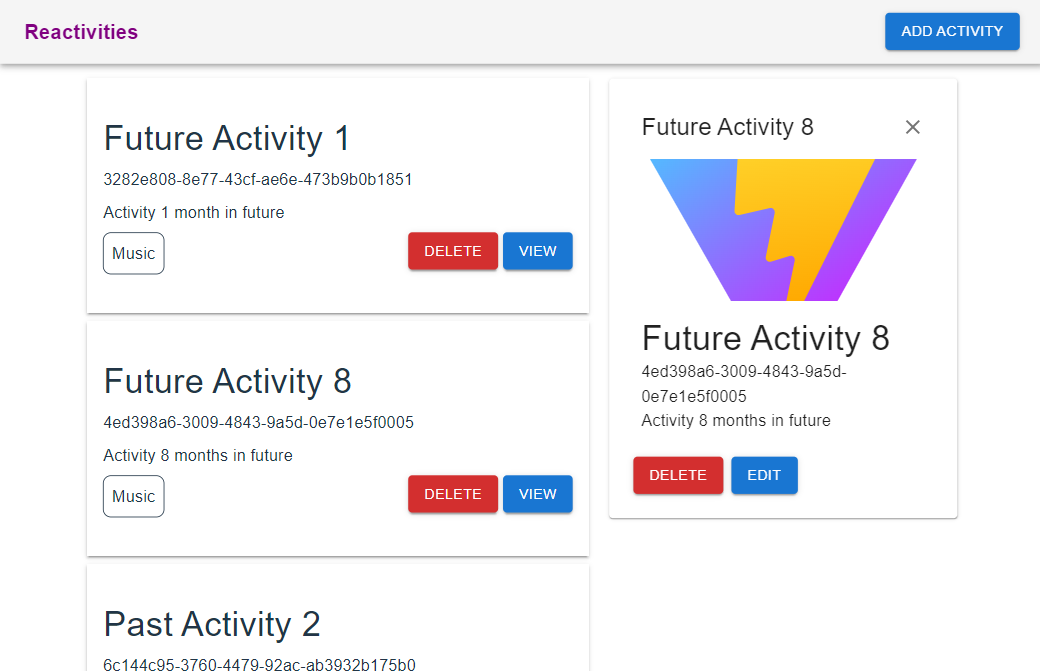 Reactivities
ADD ACTIVITY
Future Activity 1
3282e808-8e77-43cf-ae6e-473b9b0b1851
Activity 1 month in future
Music
DELETE
VIEW
Future Activity 8
4ed398a6-3009-4843-9a5d-0e7e1e5f0005
Activity 8 months in future
Music
DELETE
VIEW
Past Activity 2
6c144c95-3760-4479-92ac-ab3932b175b0
Future Activity 8
Future Activity 8
4ed398a6-3009-4843-9a5d-
0e7e1e5f0005
Activity 8 months in future
DELETE
EDIT